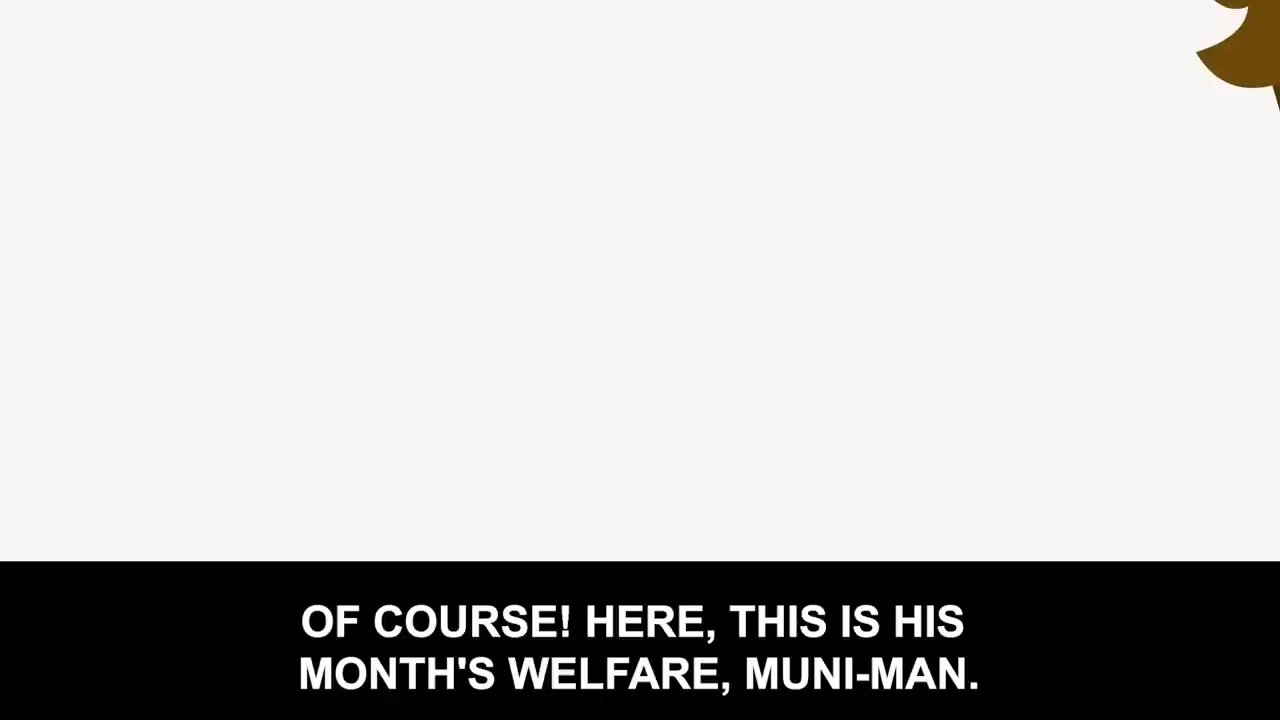 OF COURSE! HERE, THIS IS HIS
MONTH'S WELFARE, MUNI-MAN.